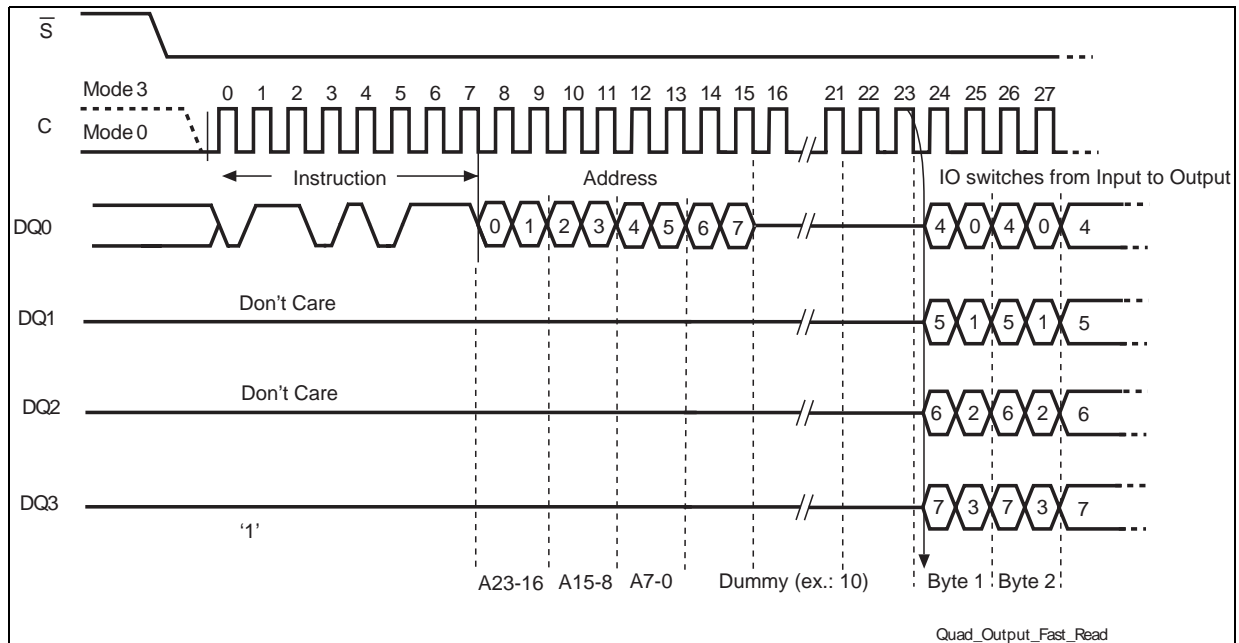 S
Mode 3
C
Mode 0
0 1 2 3 4 5 6 7 8 9 10 11 12 13 14 15 16 21 22 23 24 25 26 27
Instruction
Address
IO switches from Input to Output
DQ0
0 1 2 3 4 5 6 7
4 0 4 0 4
Don't Care
DQ1
5 1 5 1 5
Don't Care
DQ2
6 2 6 2 6
DQ3
7 3 7 3 7
‘1’
A23-16 A15-8 A7-0 Dummy (ex.: 10) Byte 1 Byte 2
Quad_Output_Fast_Read